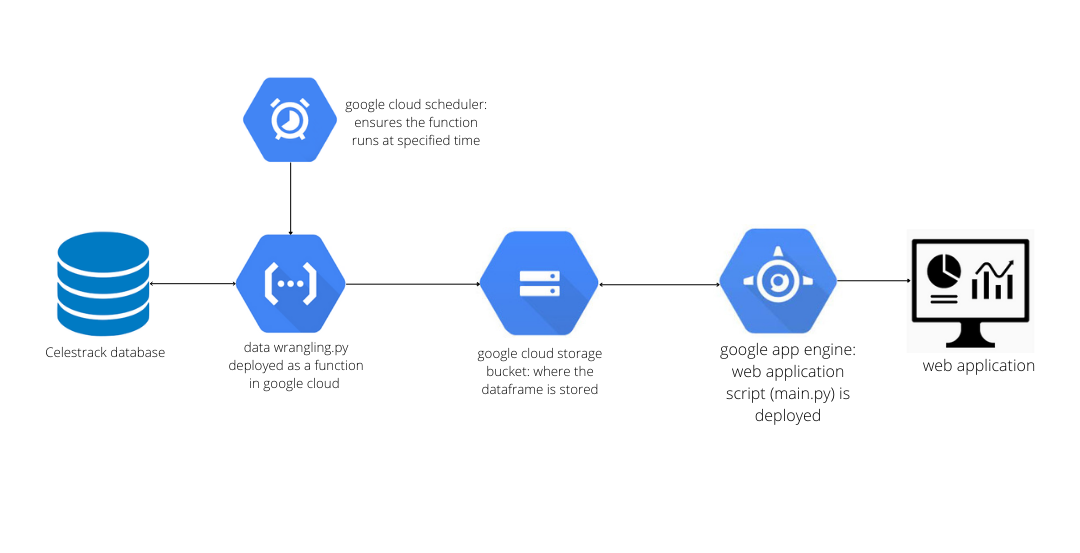 google cloud scheduler:
ensures the function
runs at specified time
Celestrack database
data wrangling.py
deployed as a function
in google cloud
google cloud storage
bucket: where the
dataframe is stored
google app engine:
web application
script (main.py) is
deployed
web application